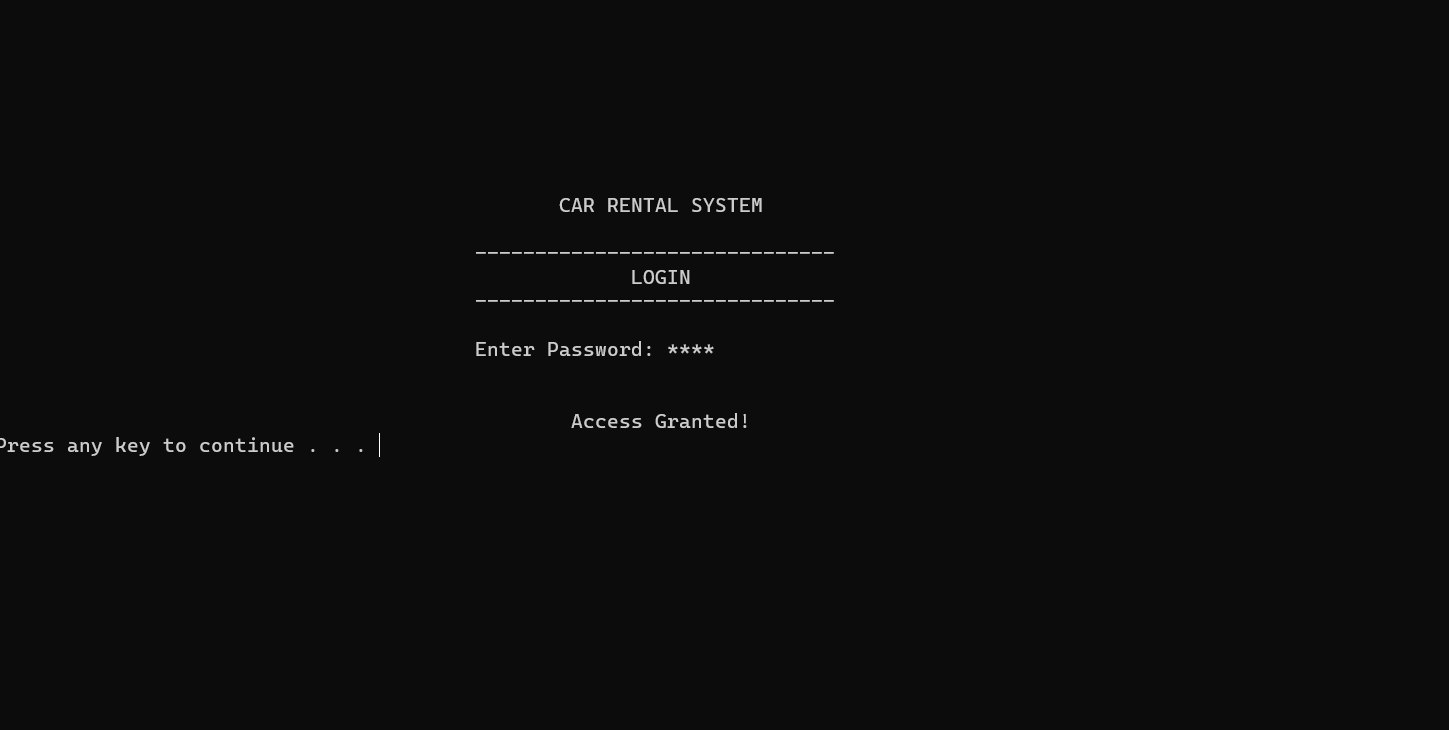 CAR RENTAL SYSTEM
------------------------------
LOGIN
------------------------------
Enter Password: ****
Access Granted!
Press any key to continue . . .